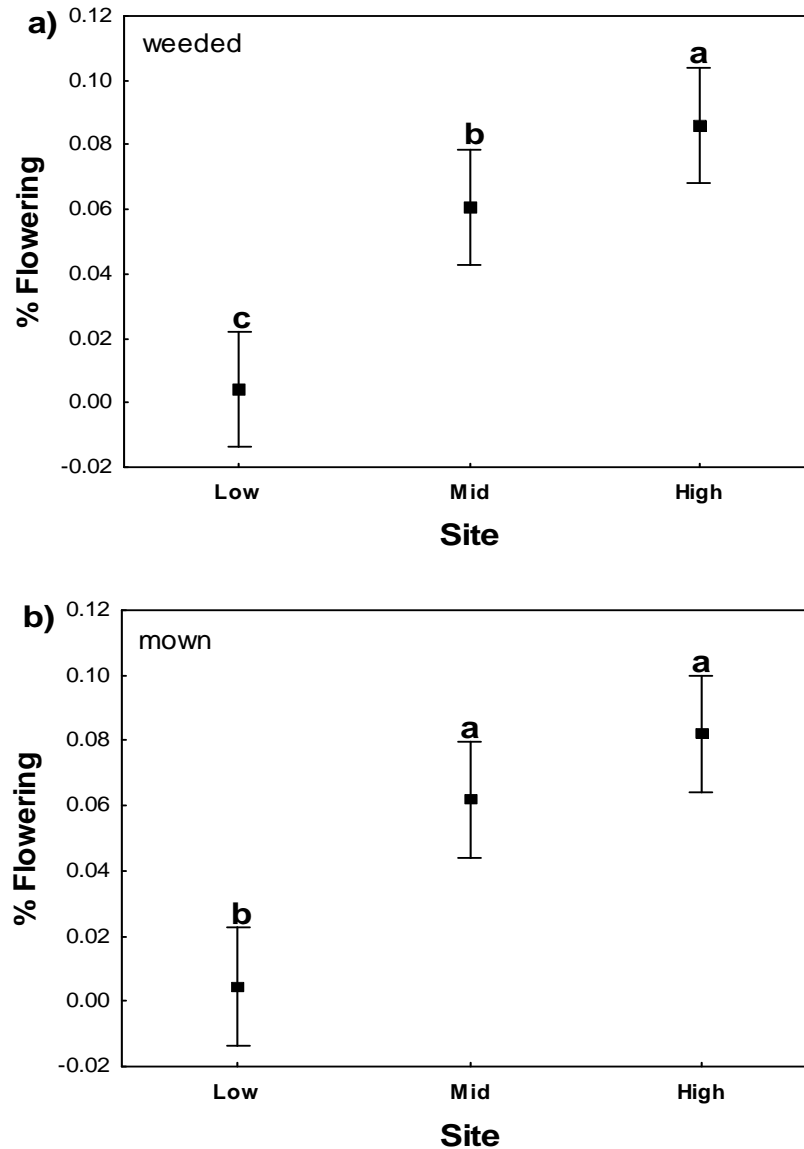 a)
weeded
0.12
0.10
0.08
0.06
0.04
0.02
0.00
-0.02
% Flowering
c
b
a
Low Mid High
Site
b)
mown
0.12
0.10
0.08
0.06
0.04
0.02
0.00
-0.02
% Flowering
b
a
a
Low Mid High
Site